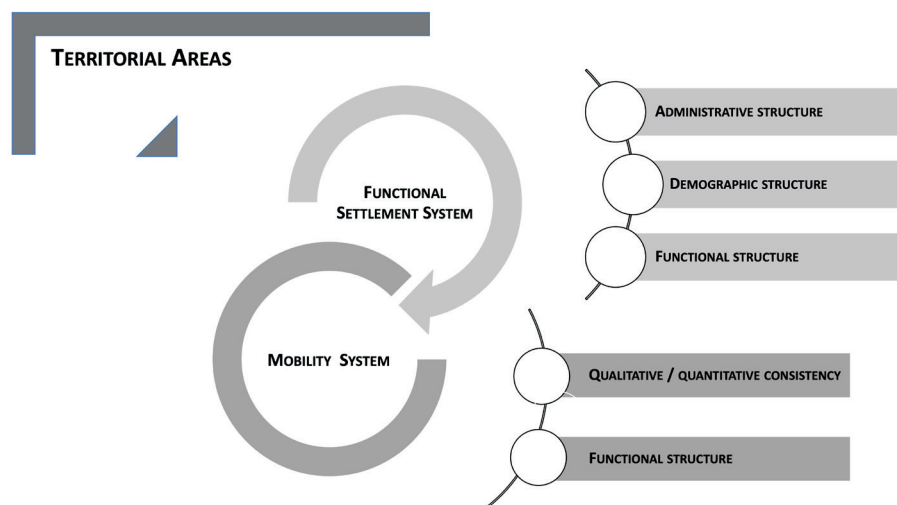 TERRITORIAL AREAS
FUNCTIONAL
SETTLEMENT SYSTEM
MOBILITY SYSTEM
ADMINISTRATIVE STRUCTURE
DEMOGRAPHIC STRUCTURE
FUNCTIONAL STRUCTURE
QUALITATIVE / QUANTITATIVE CONSISTENCY
FUNCTIONAL STRUCTURE